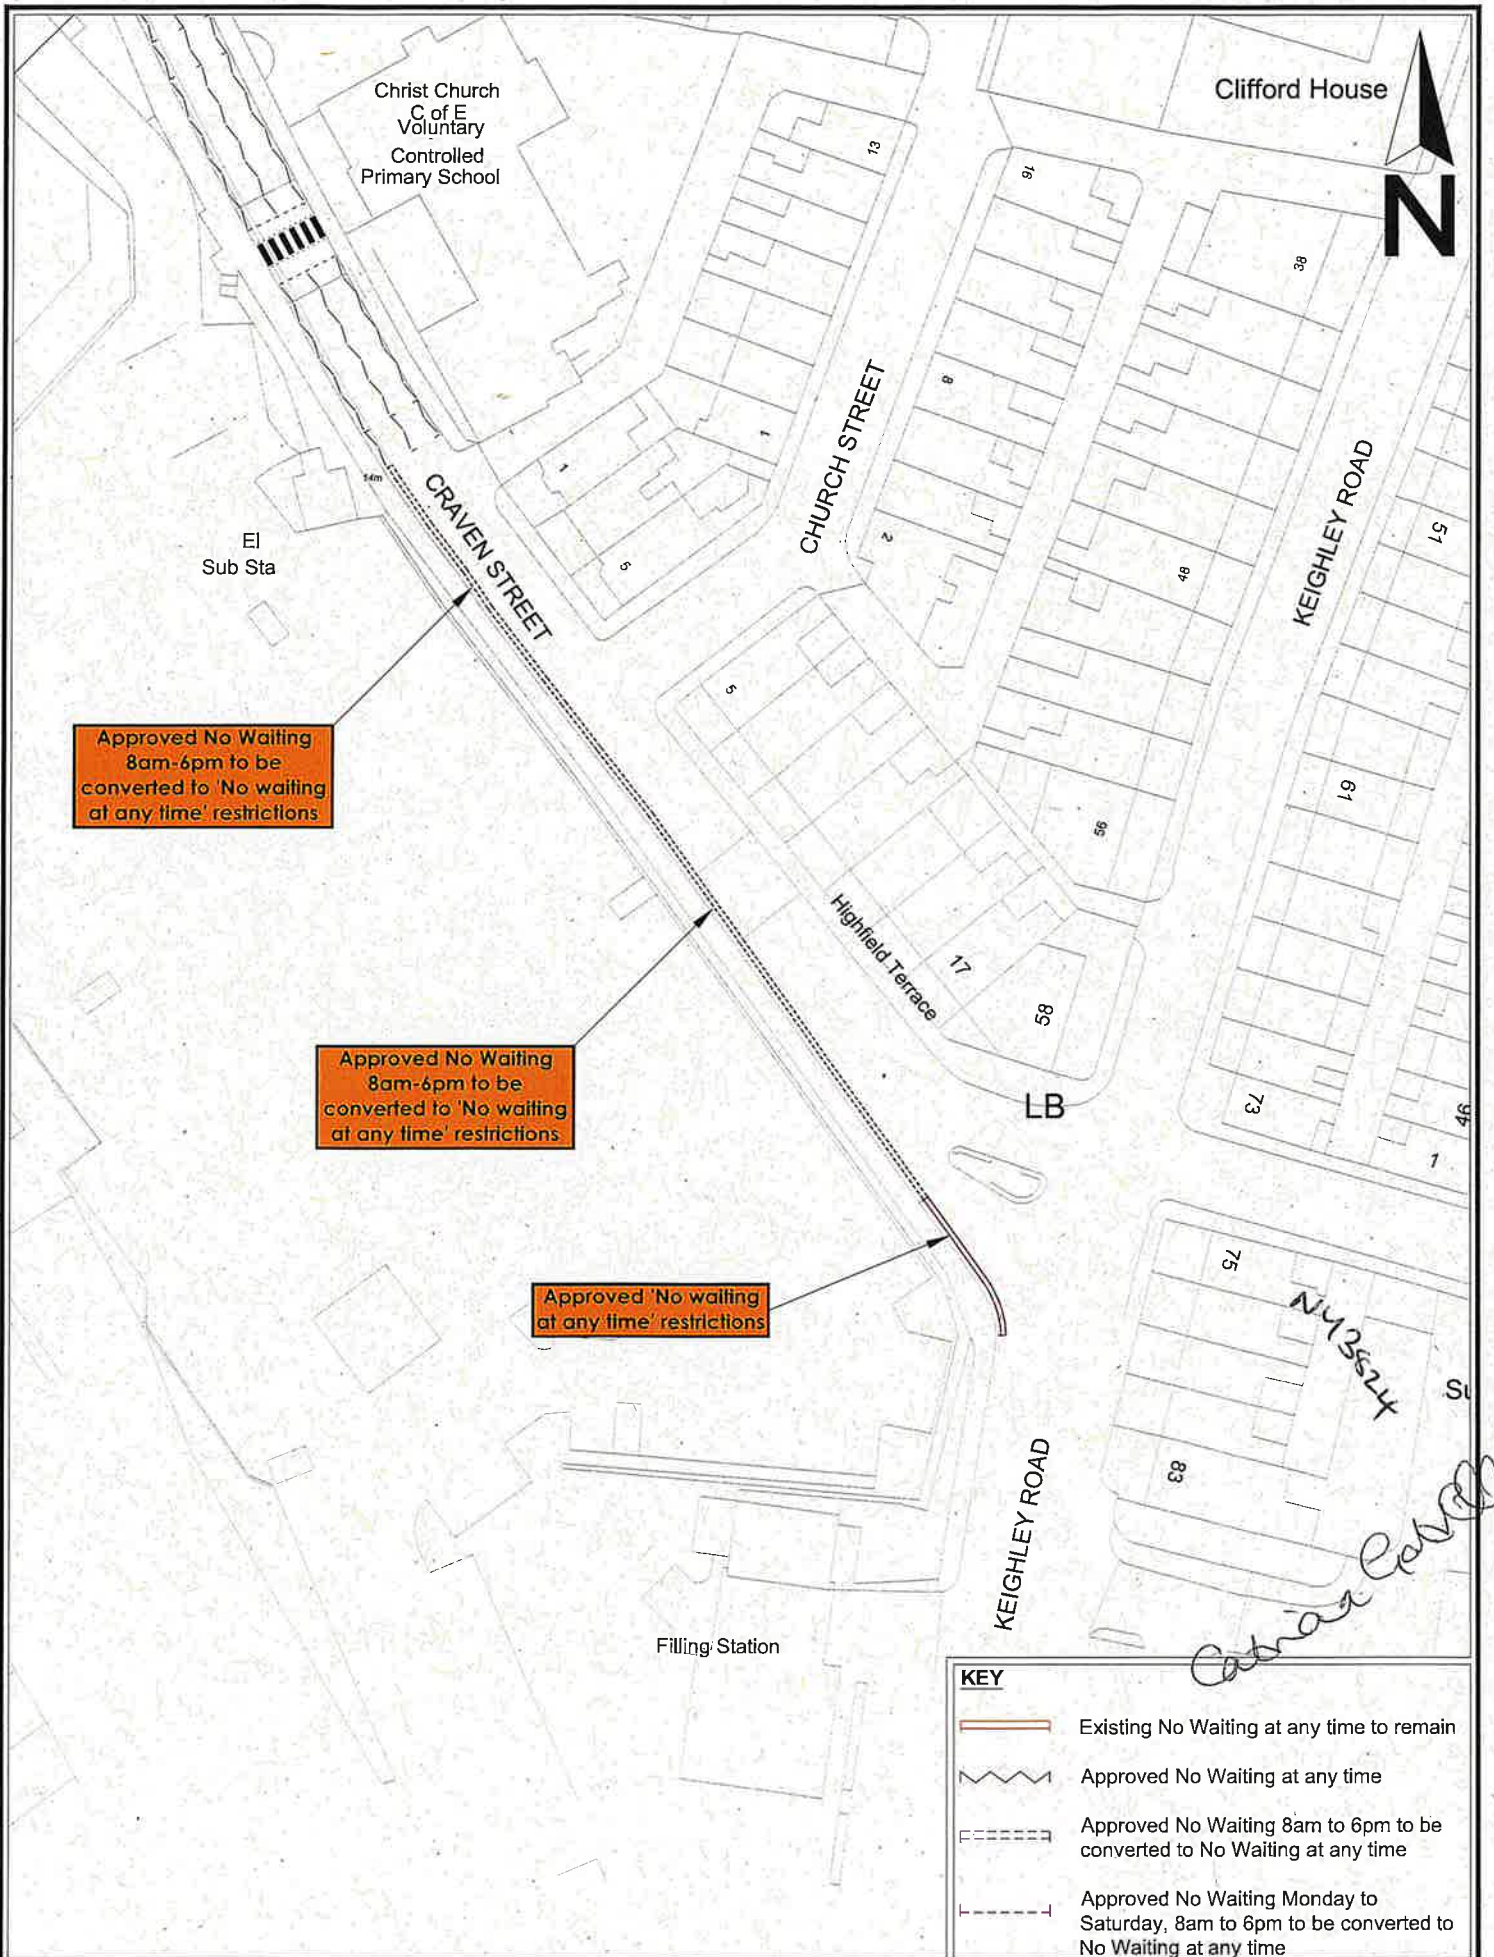 Christ Church
C of E
Voluntary
Controlled
Primary School
Clifford House
N
13
16
38
CHURCH STREET
8
1
1
5
2
48
KEIGHLEY ROAD
51
14m
CRAVEN STREET
El
Sub Sta
5
Approved No Waiting
8am-6pm to be
converted to 'No waiting
at any time' restrictions
61
56
Highfield Terrace
17
58
Approved No Waiting
8am-6pm to be
converted to 'No waiting
at any time' restrictions
LB
73
46
1
75
Approved 'No waiting
at any time' restrictions
NY3824
83
KEIGHLEY ROAD
Filling Station
KEY
Existing No Waiting at any time to remain
Approved No Waiting at any time
Approved No Waiting 8am to 6pm to be
converted to No Waiting at any time
Approved No Waiting Monday to
Saturday, 8am to 6pm to be converted to
No Waiting at any time